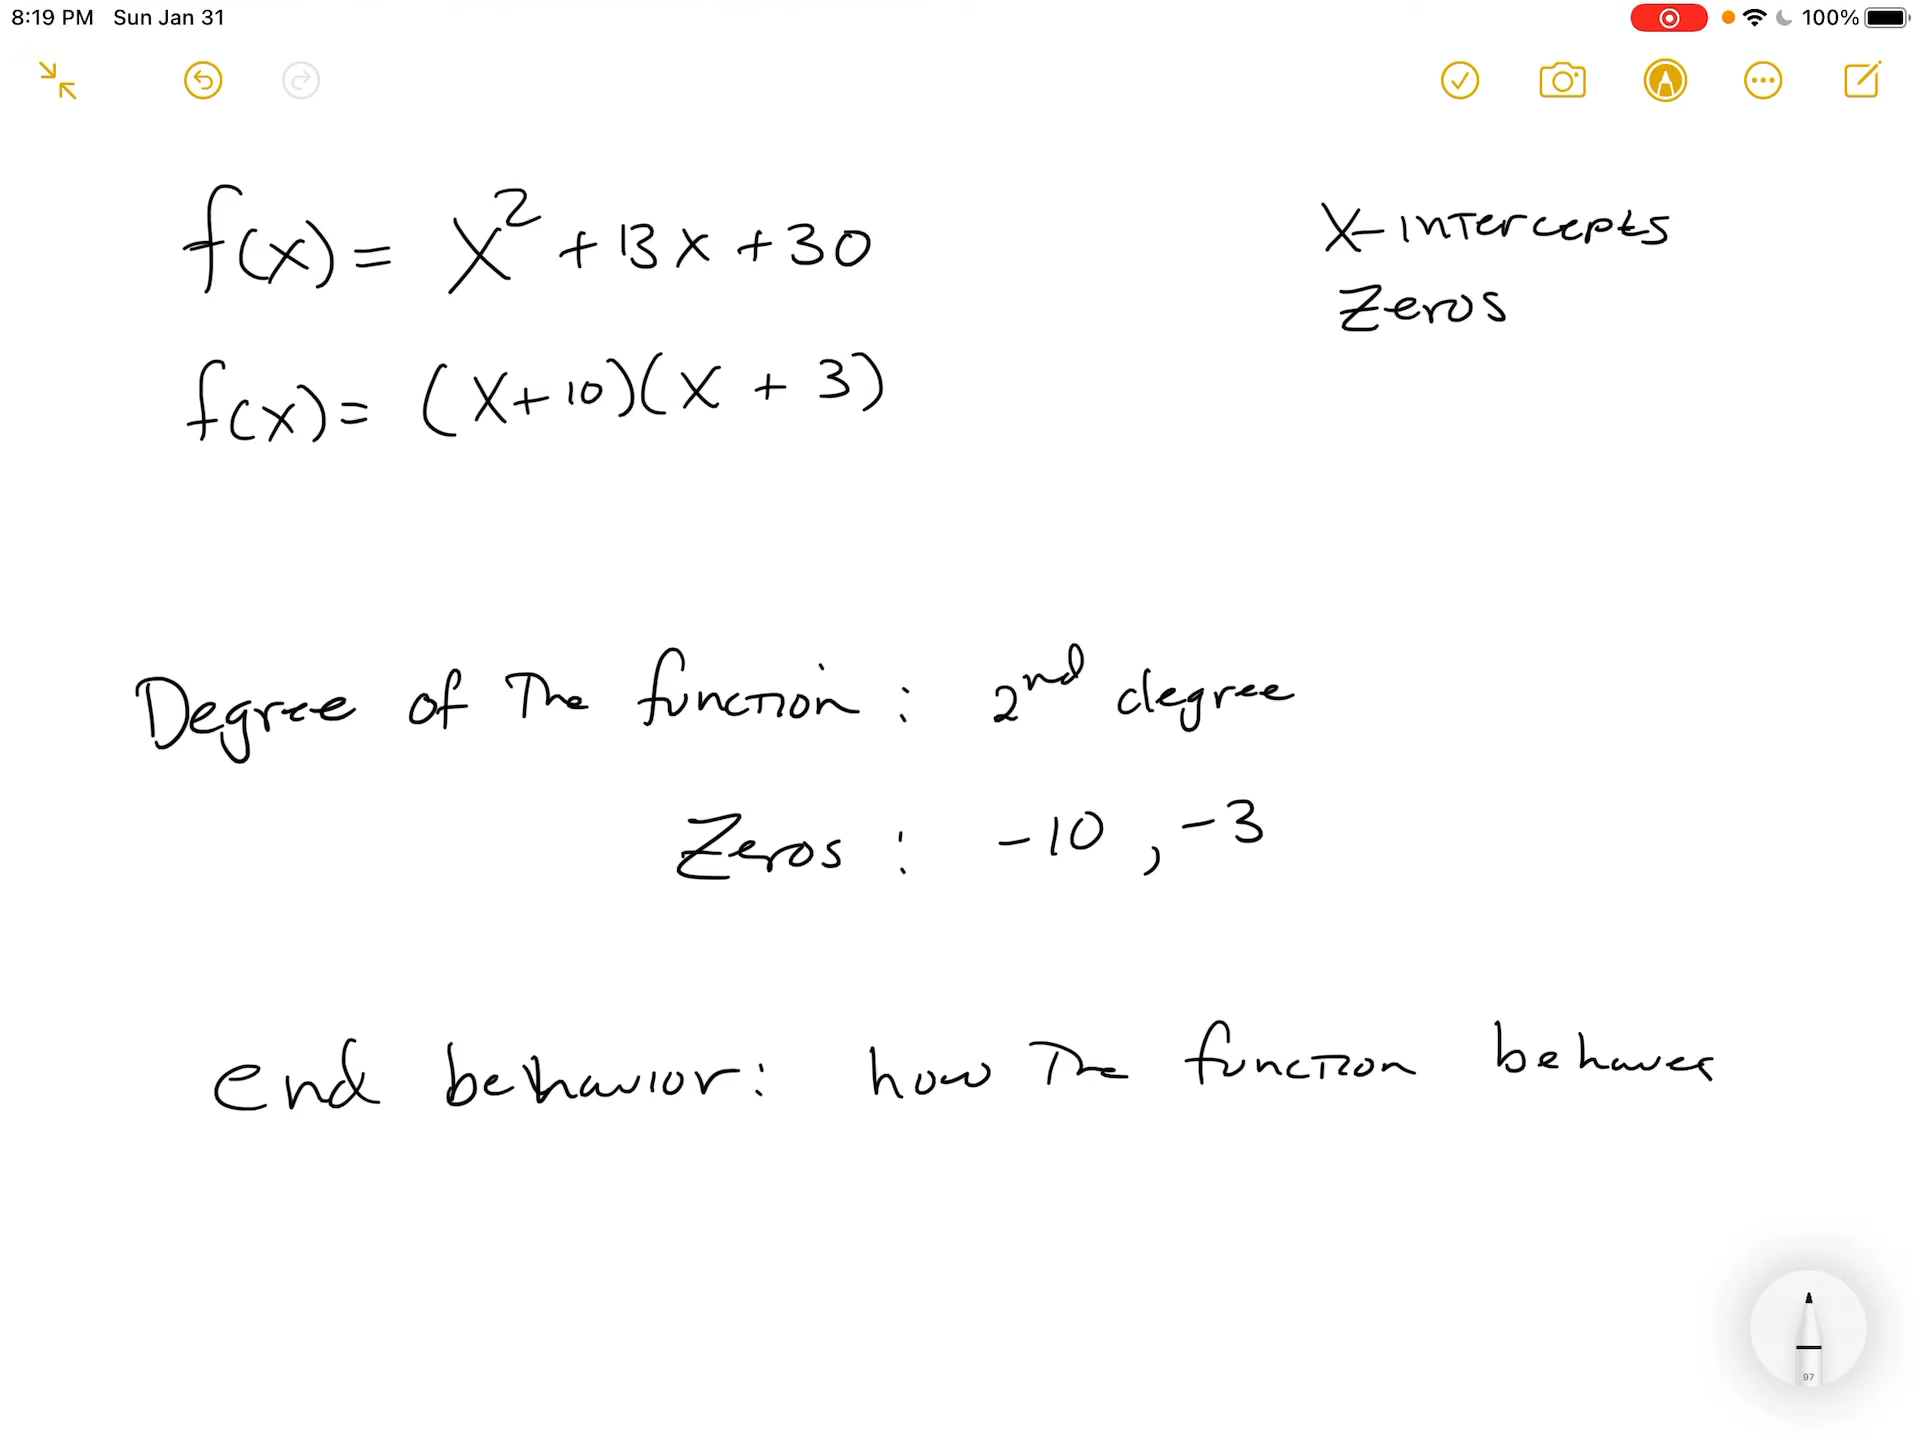 8:19 PM Sun Jan 31 100%
f(x) = x² + 13x + 30
x-intercepts
zeros
f(x) = (x+10)(x + 3)
Degree of the function : 2nd degree
Zeros : -10 , -3
end behavior: how the function behaves
97